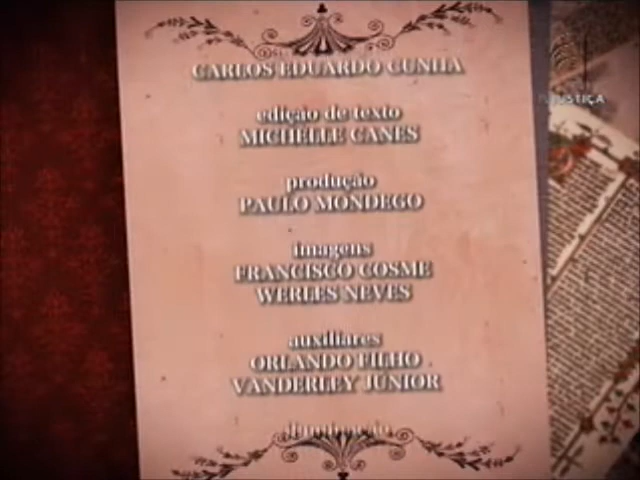 CARLOS EDUARDO CUNHA
edição de texto
MICHELLE CANES
produção
PAULO MONDEGO
imagens
FRANCISCO COSME
WERLES NEVES
auxiliares
ORLANDO FILHO
VANDERLEY JUNIOR
JUSTIÇA